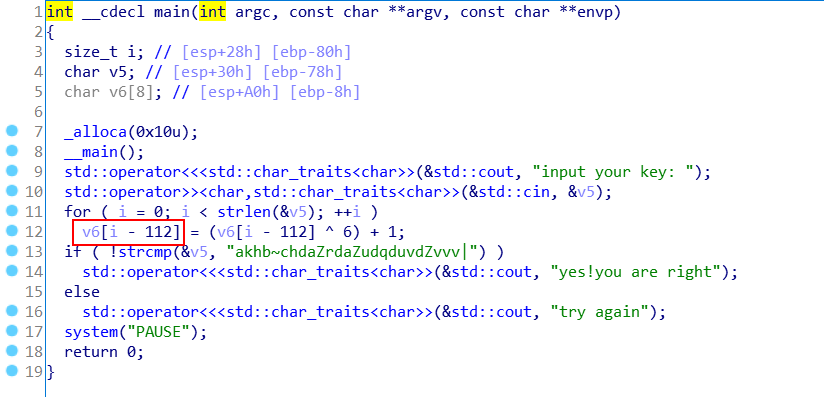 1 int __cdecl main(int argc, const char **argv, const char **envp)
2 {
3   size_t i; // [esp+28h] [ebp-80h]
4   char v5; // [esp+30h] [ebp-78h]
5   char v6[8]; // [esp+A0h] [ebp-8h]
6
7   _alloca(0x10u);
8   __main();
9   std::operator<<<std::char_traits<char>>(&std::cout, "input your key: ");
10   std::operator>><char,std::char_traits<char>>(&std::cin, &v5);
11   for ( i = 0; i < strlen(&v5); ++i )
12     v6[i - 112] = (v6[i - 112] ^ 6) + 1;
13   if ( !strcmp(&v5, "akhb~chdaZrdaZudqduvdZvvv|") )
14     std::operator<<<std::char_traits<char>>(&std::cout, "yes!you are right");
15   else
16     std::operator<<<std::char_traits<char>>(&std::cout, "try again");
17   system("PAUSE");
18   return 0;
19 }